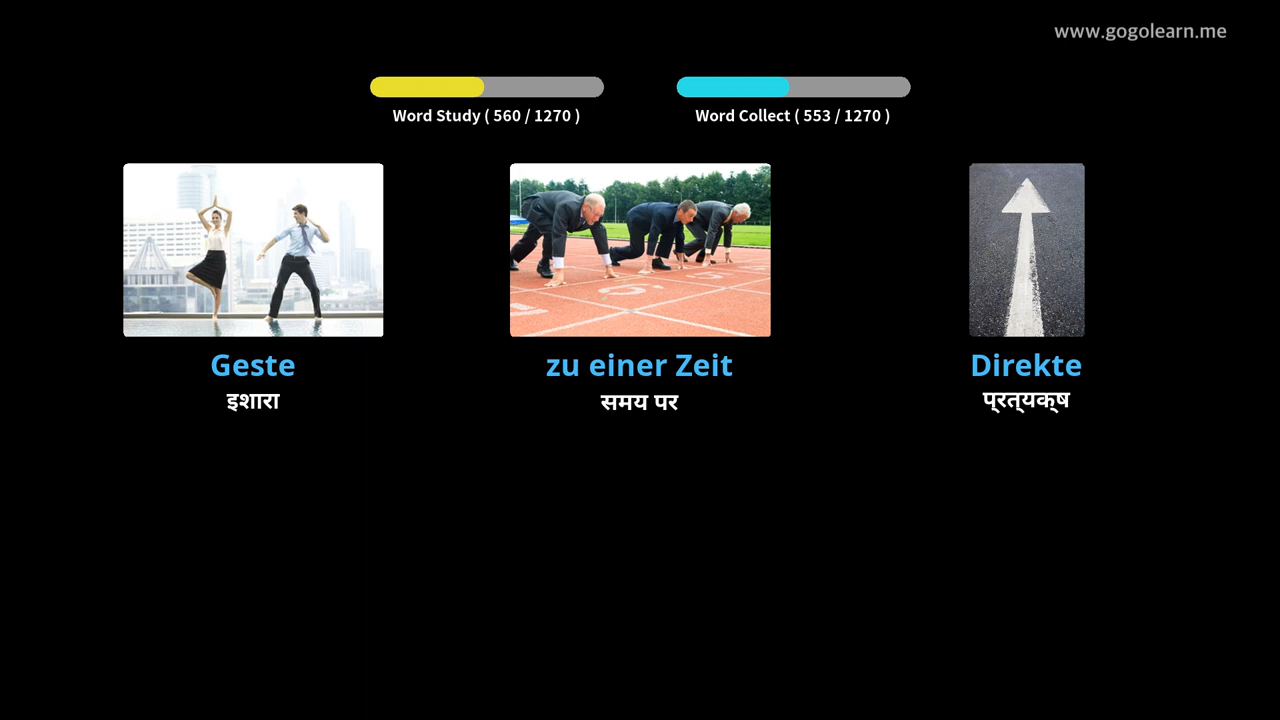 www.gogolearn.me
Word Study ( 560 / 1270 )
Word Collect ( 553 / 1270 )
Geste
zu einer Zeit
Direkte
इशारा
समय पर
प्रत्यक्ष